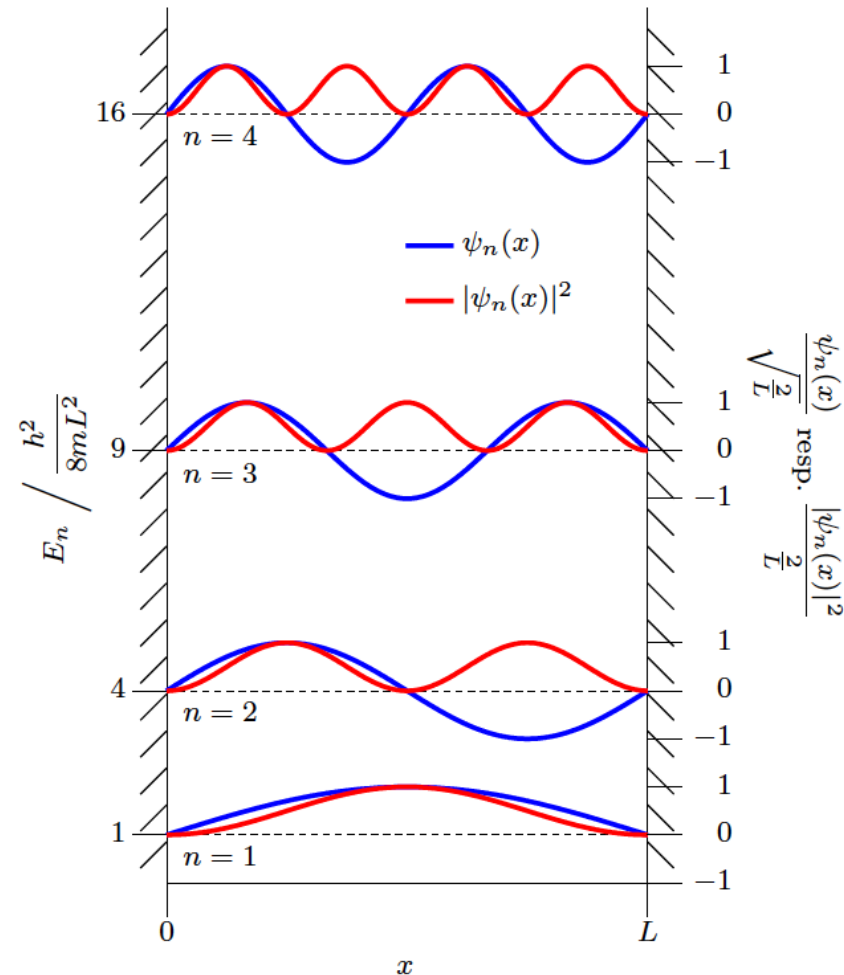 1
16
0
n = 4
−1
ψₙ(x)
|ψₙ(x)|²
Eₙ / h²/8mL²
ψₙ(x)/√(2/L) resp. |ψₙ(x)|²/(2/L)
1
9
0
n = 3
−1
1
4
0
n = 2
−1
1
1
0
n = 1
−1
0
L
x